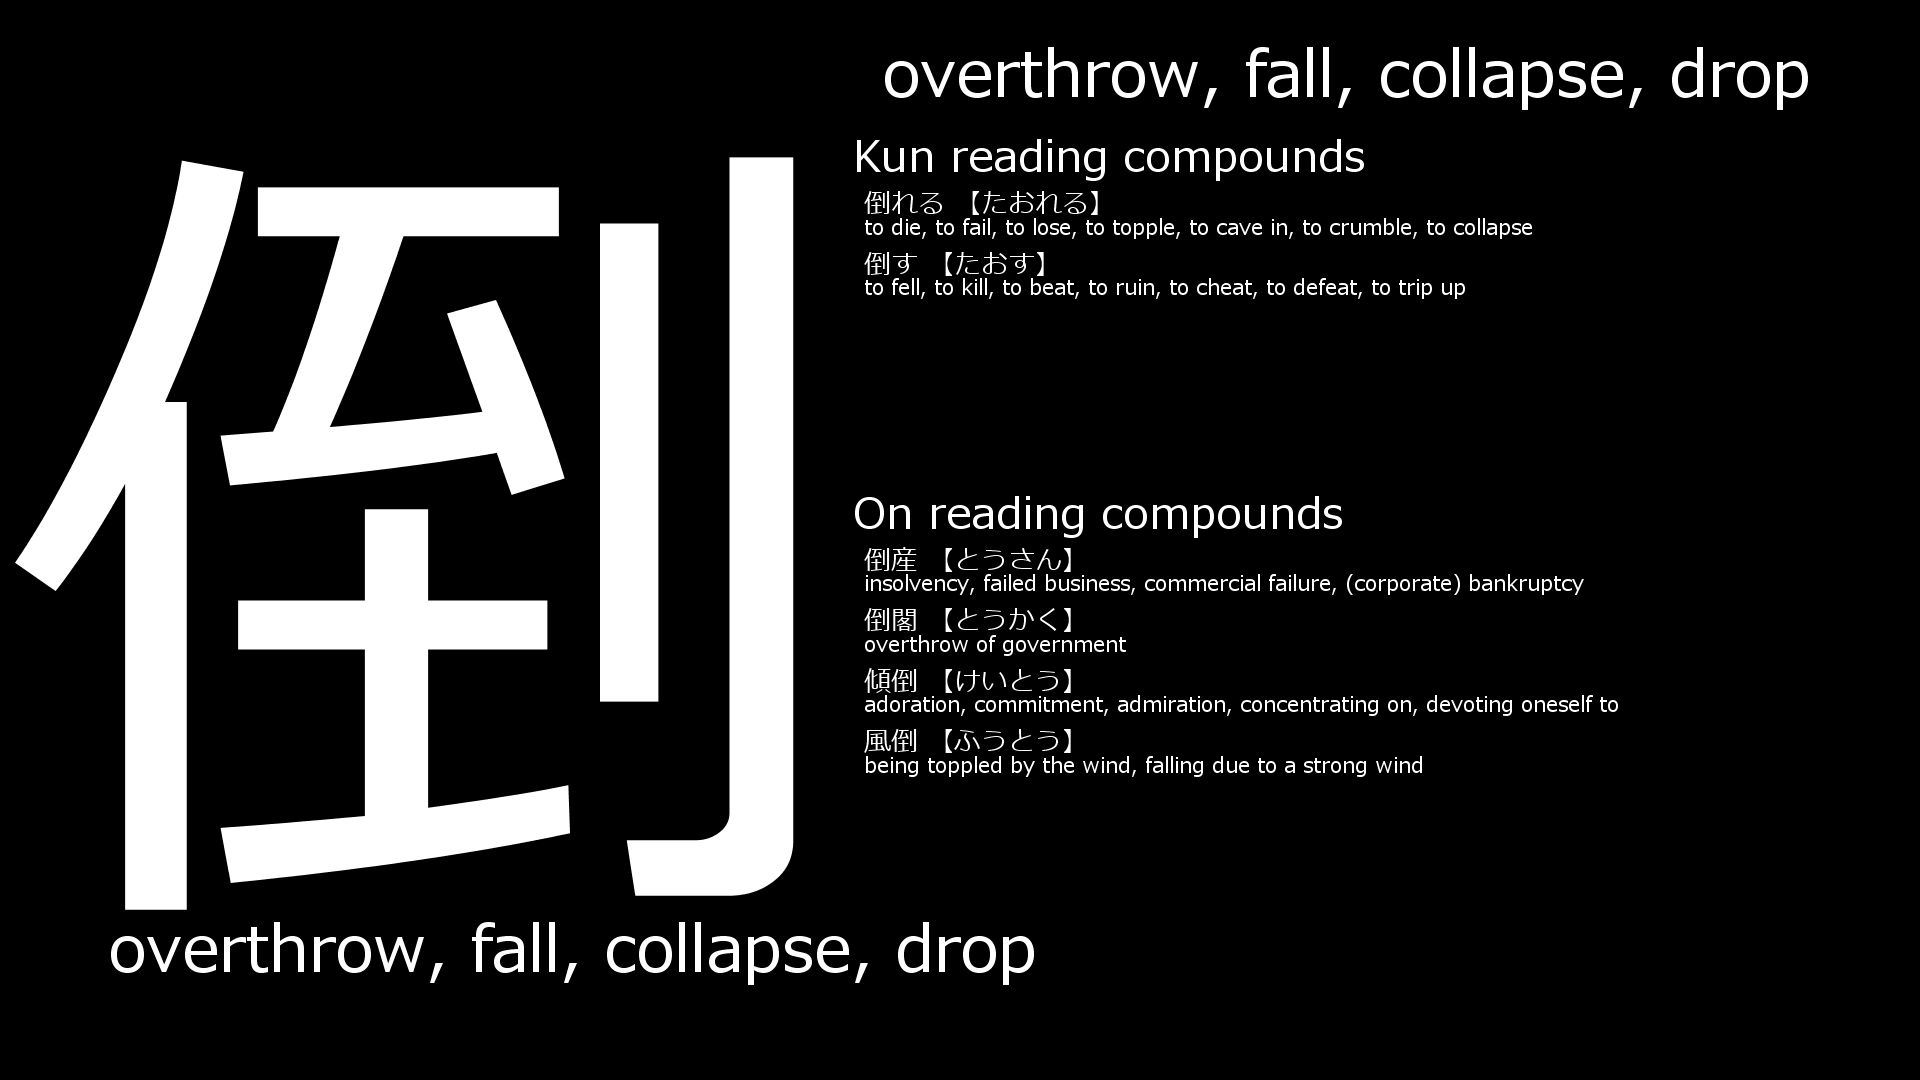 overthrow, fall, collapse, drop
倒
Kun reading compounds
倒れる 【たおれる】
to die, to fail, to lose, to topple, to cave in, to crumble, to collapse
倒す 【たおす】
to fell, to kill, to beat, to ruin, to cheat, to defeat, to trip up
On reading compounds
倒産 【とうさん】
insolvency, failed business, commercial failure, (corporate) bankruptcy
倒閣 【とうかく】
overthrow of government
傾倒 【けいとう】
adoration, commitment, admiration, concentrating on, devoting oneself to
風倒 【ふうとう】
being toppled by the wind, falling due to a strong wind
overthrow, fall, collapse, drop